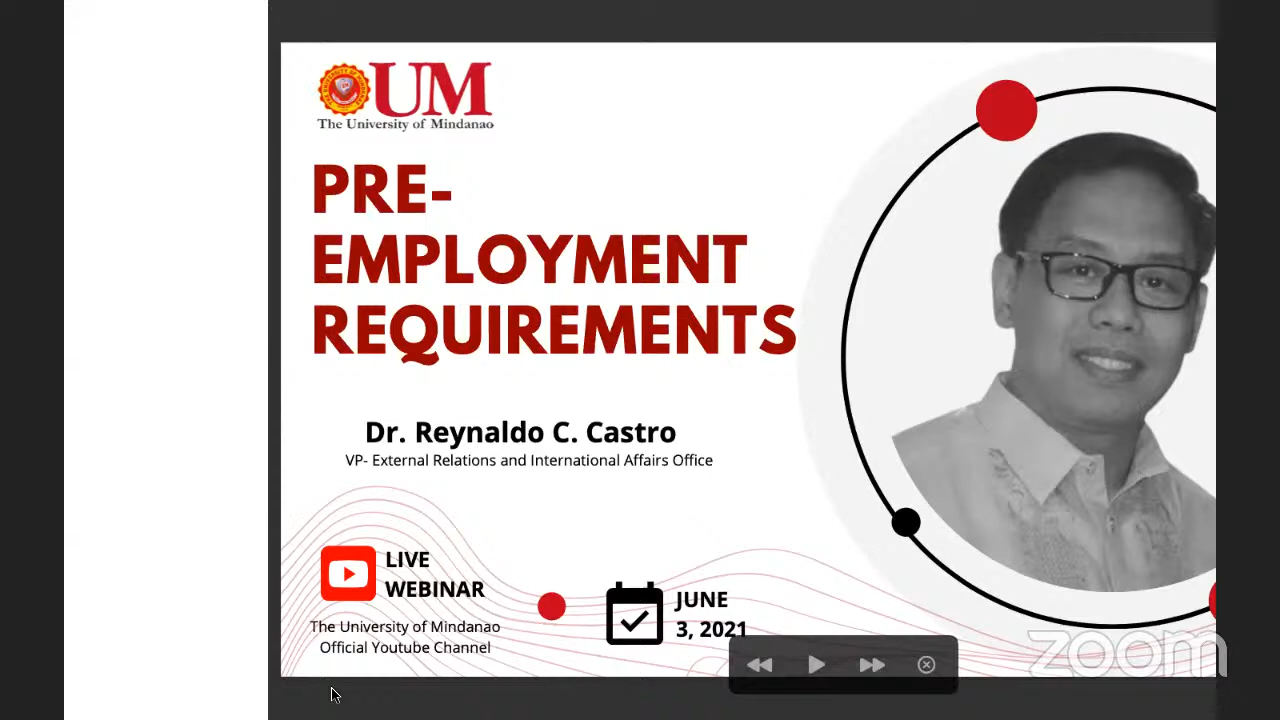 UM
The University of Mindanao
PRE-
EMPLOYMENT
REQUIREMENTS
Dr. Reynaldo C. Castro
VP- External Relations and International Affairs Office
LIVE
WEBINAR
The University of Mindanao
Official Youtube Channel
JUNE
3, 2021
zoom